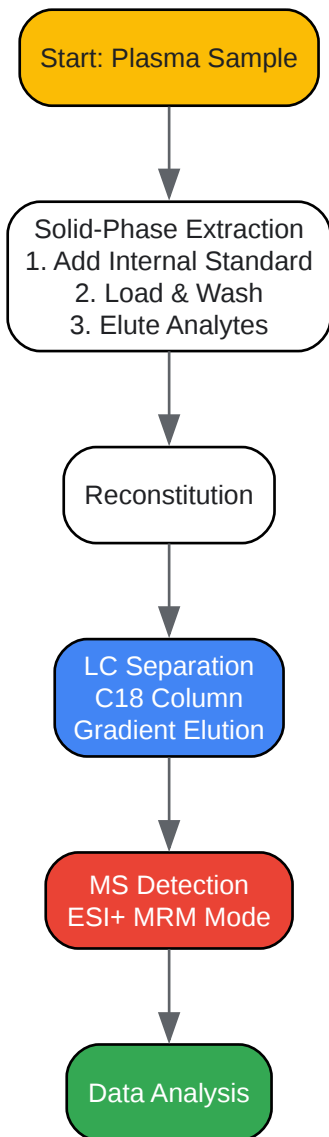 Start: Plasma Sample
Solid-Phase Extraction
1. Add Internal Standard
2. Load & Wash
3. Elute Analytes
Reconstitution
LC Separation
C18 Column
Gradient Elution
MS Detection
ESI+ MRM Mode
Data Analysis